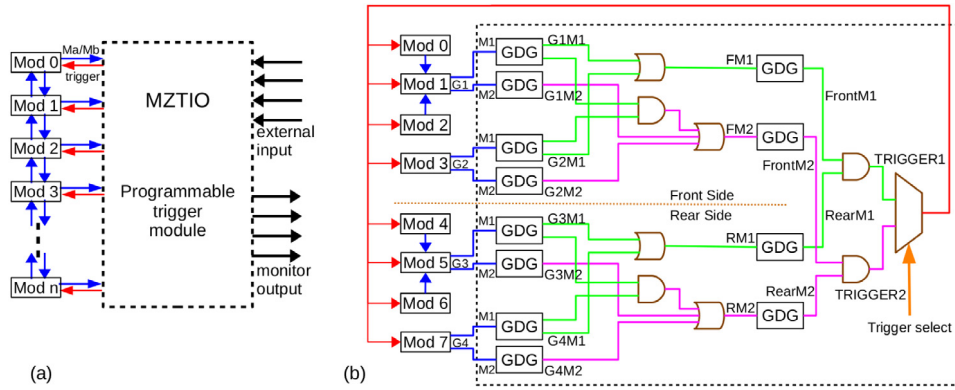 Ma/Mb
Mod 0
trigger
Mod 1
Mod 2
Mod 3
Mod n
MZTIO
Programmable
trigger
module
external
input
monitor
output
(a)
Mod 0
Mod 1
Mod 2
Mod 3
Mod 4
Mod 5
Mod 6
Mod 7
G1
G2
G3
G4
M1
GDG
G1M1
M2
GDG
G1M2
M1
GDG
G2M1
M2
GDG
G2M2
FM1
GDG
FrontM1
FM2
GDG
FrontM2
TRIGGER1
Front Side
Rear Side
M1
GDG
G3M1
M2
GDG
G3M2
M1
GDG
G4M1
M2
GDG
G4M2
RM1
GDG
RearM1
RM2
GDG
RearM2
TRIGGER2
Trigger select
(b)